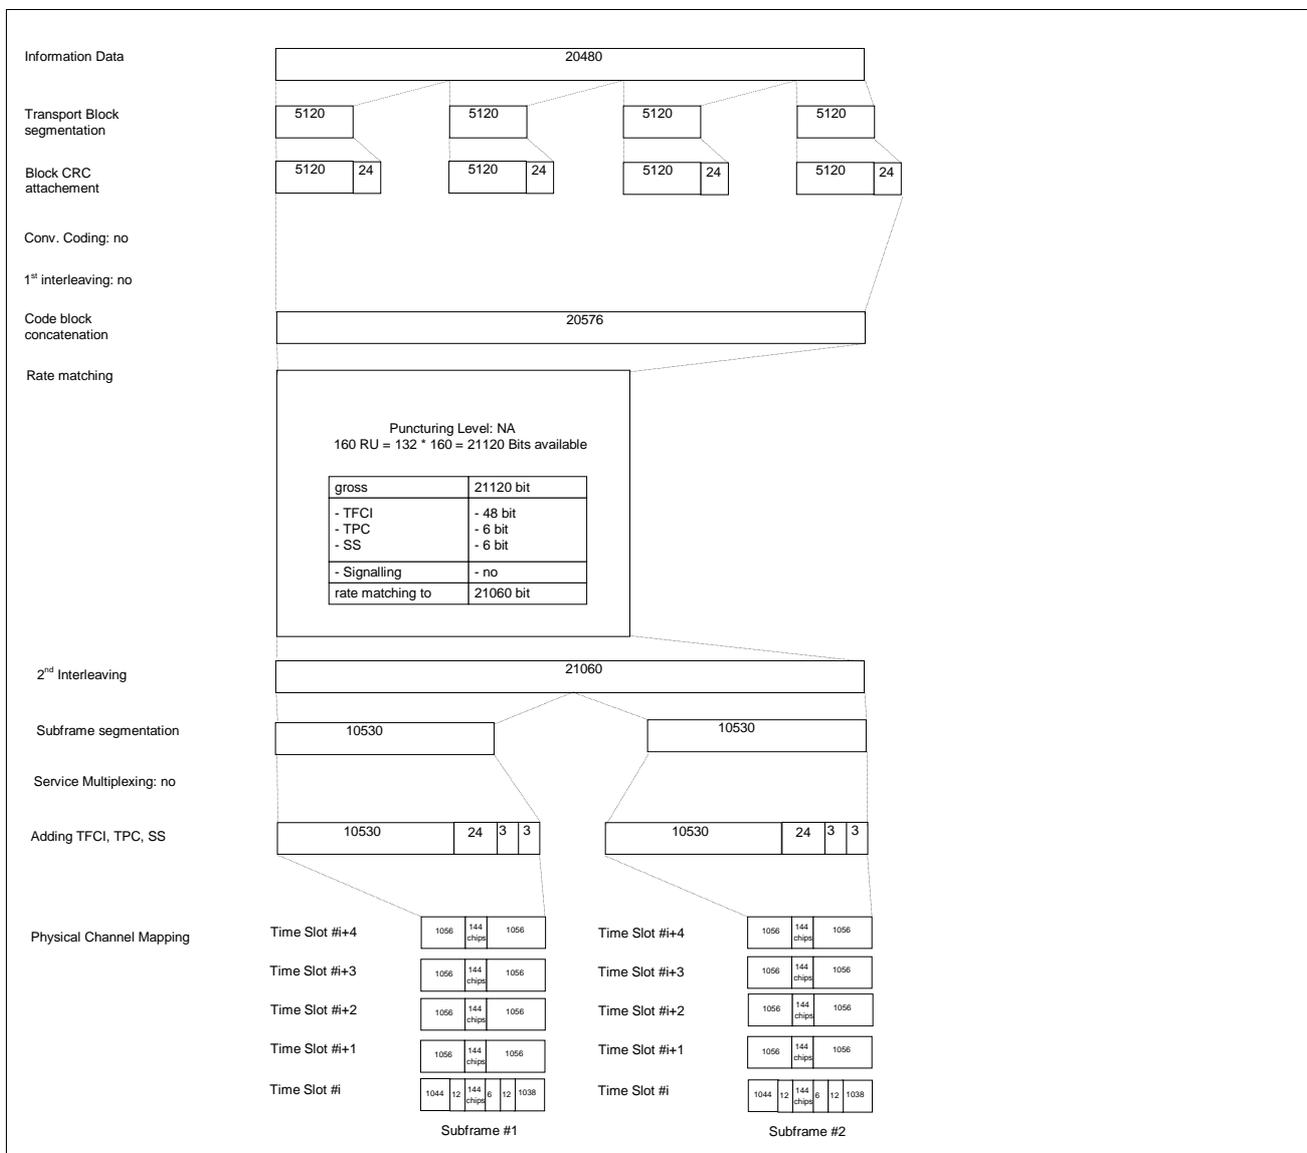 Information Data
20480
Transport Block
segmentation
5120
5120
5120
5120
Block CRC
attachement
5120
24
5120
24
5120
24
5120
24
Conv. Coding: no
1st interleaving: no
Code block
concatenation
20576
Rate matching
Puncturing Level: NA
160 RU = 132 * 160 = 21120 Bits available
gross
21120 bit
- TFCI
- 48 bit
- TPC
- 6 bit
- SS
- 6 bit
- Signalling
- no
rate matching to
21060 bit
2nd Interleaving
21060
Subframe segmentation
10530
10530
Service Multiplexing: no
Adding TFCI, TPC, SS
10530
24
3
3
10530
24
3
3
Physical Channel Mapping
Time Slot #i+4
1056
144
chips
1056
Time Slot #i+4
1056
144
chips
1056
Time Slot #i+3
1056
144
chips
1056
Time Slot #i+3
1056
144
chips
1056
Time Slot #i+2
1056
144
chips
1056
Time Slot #i+2
1056
144
chips
1056
Time Slot #i+1
1056
144
chips
1056
Time Slot #i+1
1056
144
chips
1056
Time Slot #i
1044
12
144
chips
6
12
1038
Time Slot #i
1044
12
144
chips
6
12
1038
Subframe #1
Subframe #2